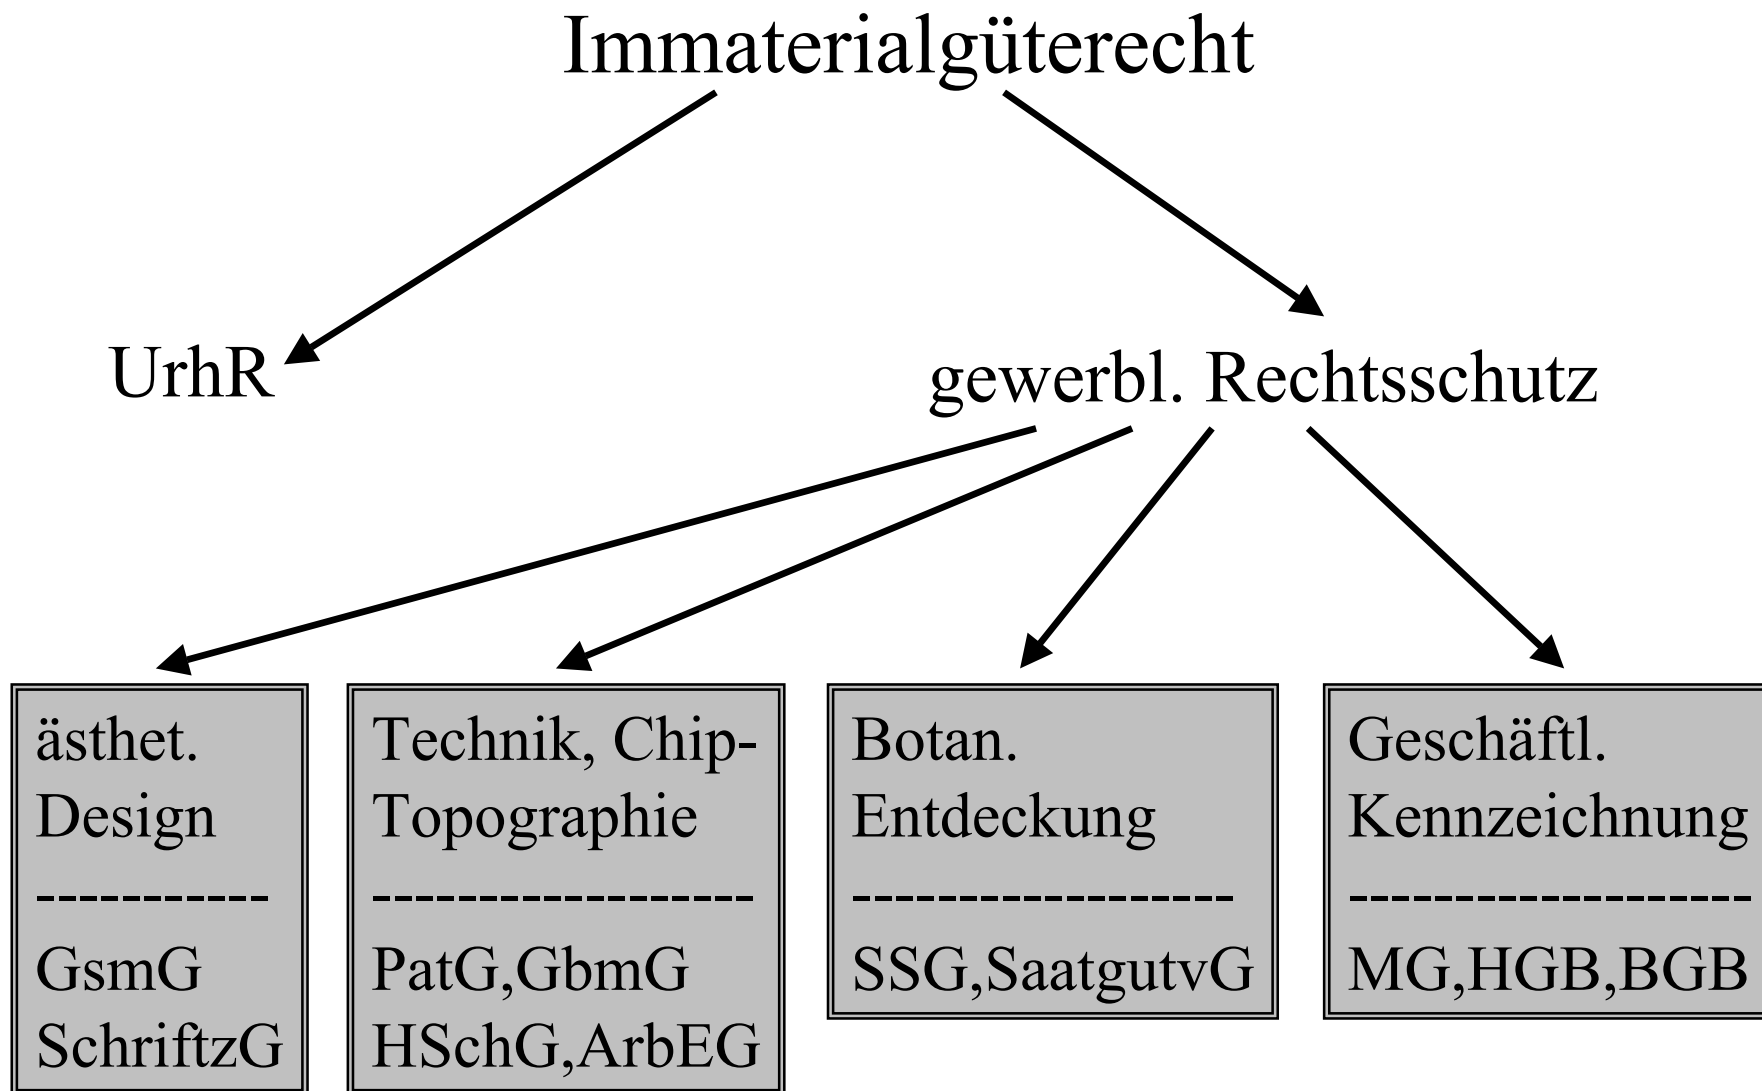 Immaterialgüterecht
UrhR
gewerbl. Rechtsschutz
ästhet.
Design
-----------
GsmG
SchriftzG
Technik, Chip-
Topographie
------------------
PatG,GbmG
HSchG,ArbEG
Botan.
Entdeckung
------------------
SSG,SaatgutvG
Geschäftl.
Kennzeichnung
-------------------
MG,HGB,BGB